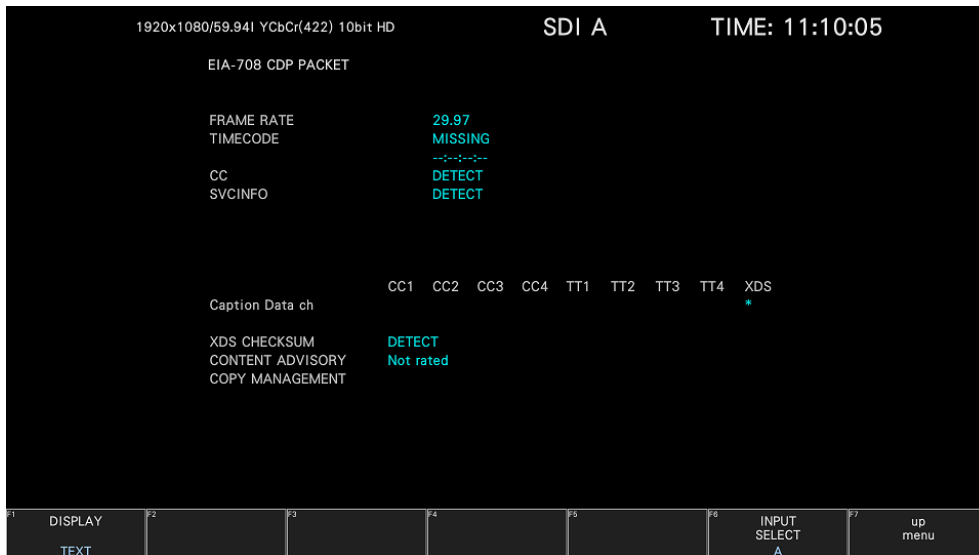 1920x1080/59.94I YCbCr(422) 10bit HD SDI A TIME: 11:10:05
EIA-708 CDP PACKET
FRAME RATE 29.97
TIMECODE MISSING
--:--:--:--
CC DETECT
SVCINFO DETECT
CC1 CC2 CC3 CC4 TT1 TT2 TT3 TT4 XDS
Caption Data ch *
XDS CHECKSUM DETECT
CONTENT ADVISORY Not rated
COPY MANAGEMENT
F1 DISPLAY F2 F3 F4 F5 F6 INPUT F7 up
SELECT menu
TEXT A